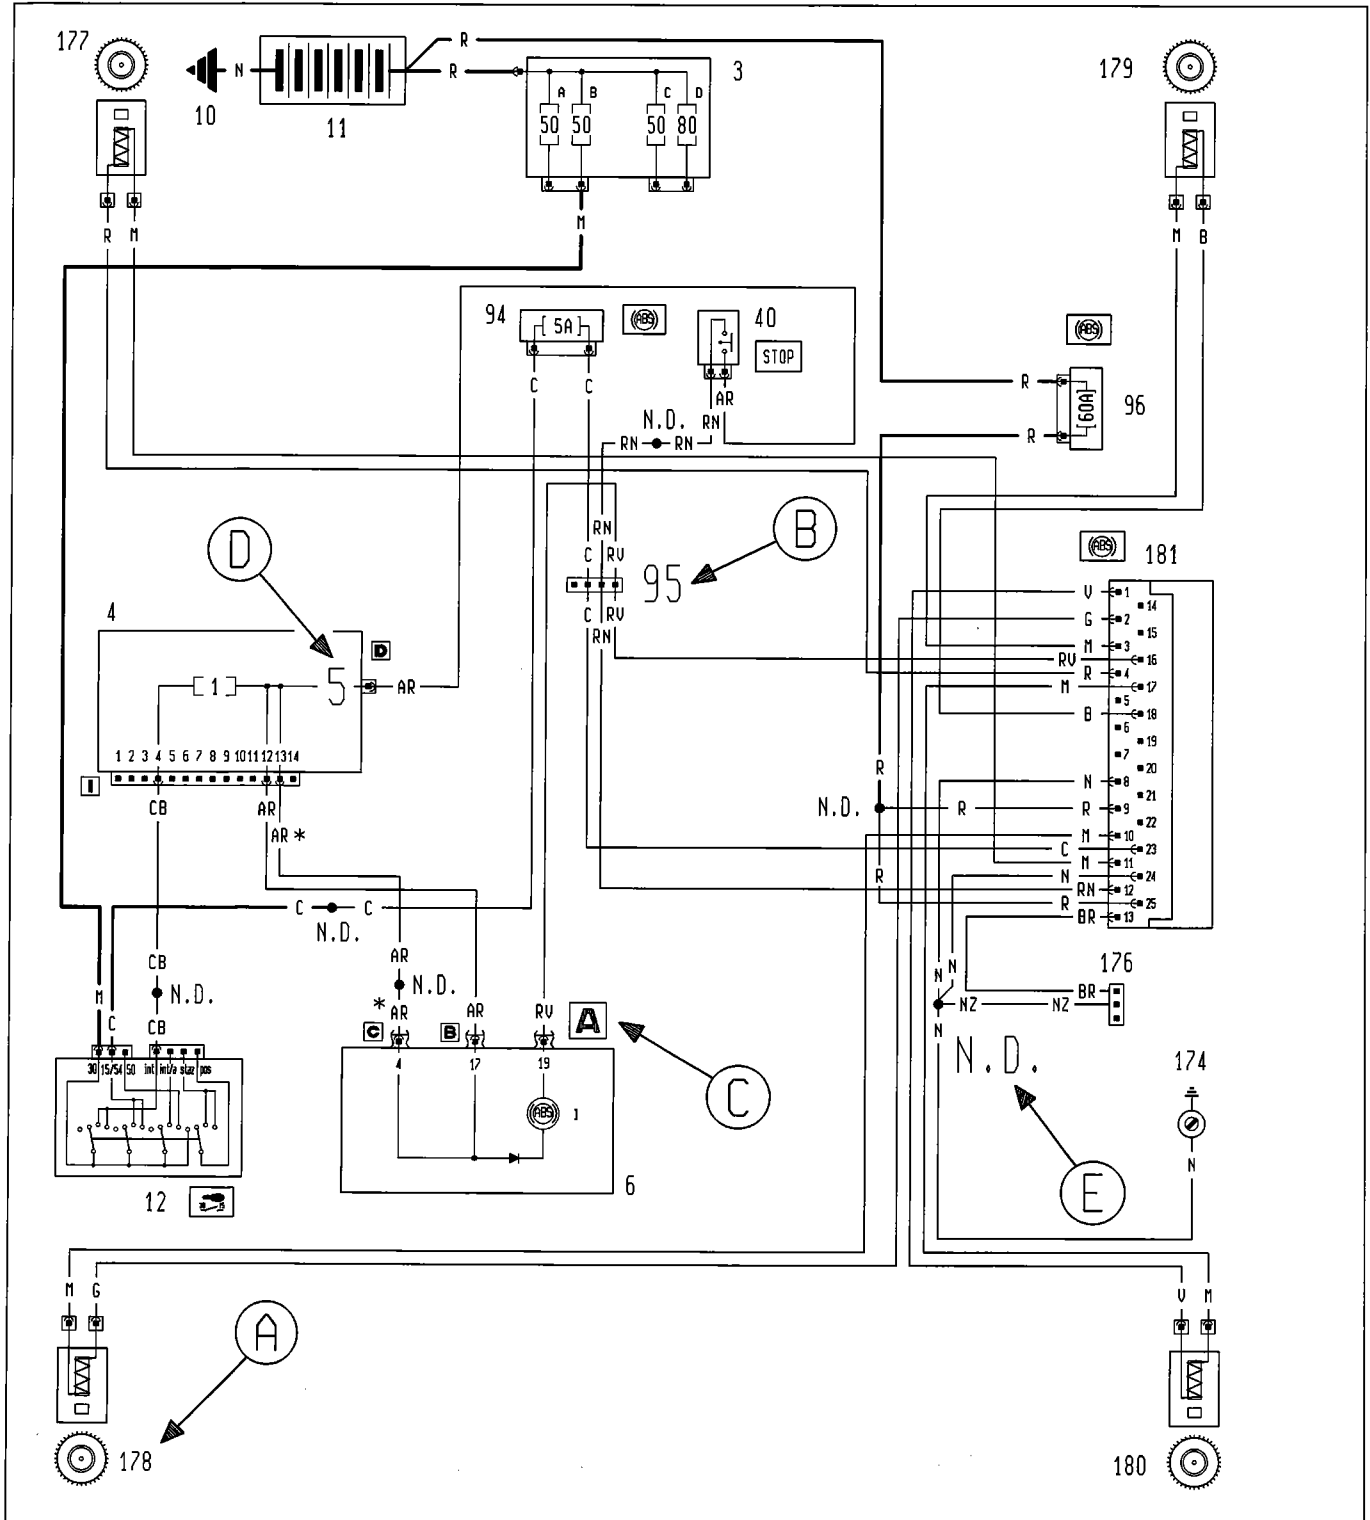 177
R
N
R
3
179
10
11
A B C D
50 50 50 80
R M
M
M B
94
[ 5A ]
(ABS)
40
STOP
(ABS)
C C
AR
RN
N.D.
RN RN
R
[60A]
96
R
D
RN
C RV
B
95
C RV
RN
(ABS)
181
4
D
5
[ 1 ]
AR
1 2 3 4 5 6 7 8 9 10 11 12 13 14
I
CB
AR
AR *
V 1
14
G 2
15
M 3
RV 16
R 4
M 17
5
B 18
6
19
7
20
N 8
21
R
N.D.
R R 9
22
M 10
C 23
M 11
R
N 24
RN 12
R 25
BR 13
C C
N.D.
CB
AR
N N
176
M
N.D.
N.D.
BR
NZ NZ
C
CB
* AR
AR
RV
A
N
C
B
N.D.
30 15/54 50 int int/a staz pos
4 17 19
(ABS)
C
174
E
N
12
6
M G
V M
A
178
180